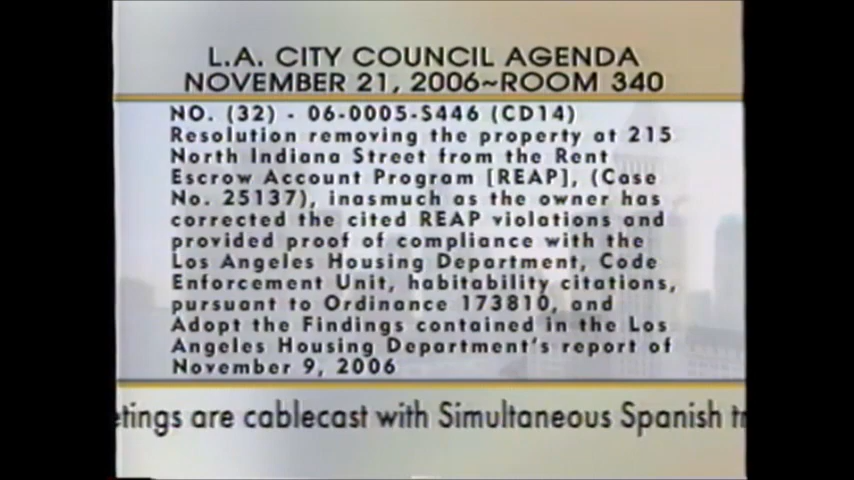 L.A. CITY COUNCIL AGENDA
NOVEMBER 21, 2006~ROOM 340
NO. (32) - 06-0005-S446 (CD14)
Resolution removing the property at 215
North Indiana Street from the Rent
Escrow Account Program [REAP], (Case
No. 25137), inasmuch as the owner has
corrected the cited REAP violations and
provided proof of compliance with the
Los Angeles Housing Department, Code
Enforcement Unit, habitability citations,
pursuant to Ordinance 173810, and
Adopt the Findings contained in the Los
Angeles Housing Department's report of
November 9, 2006
etings are cablecast with Simultaneous Spanish tr